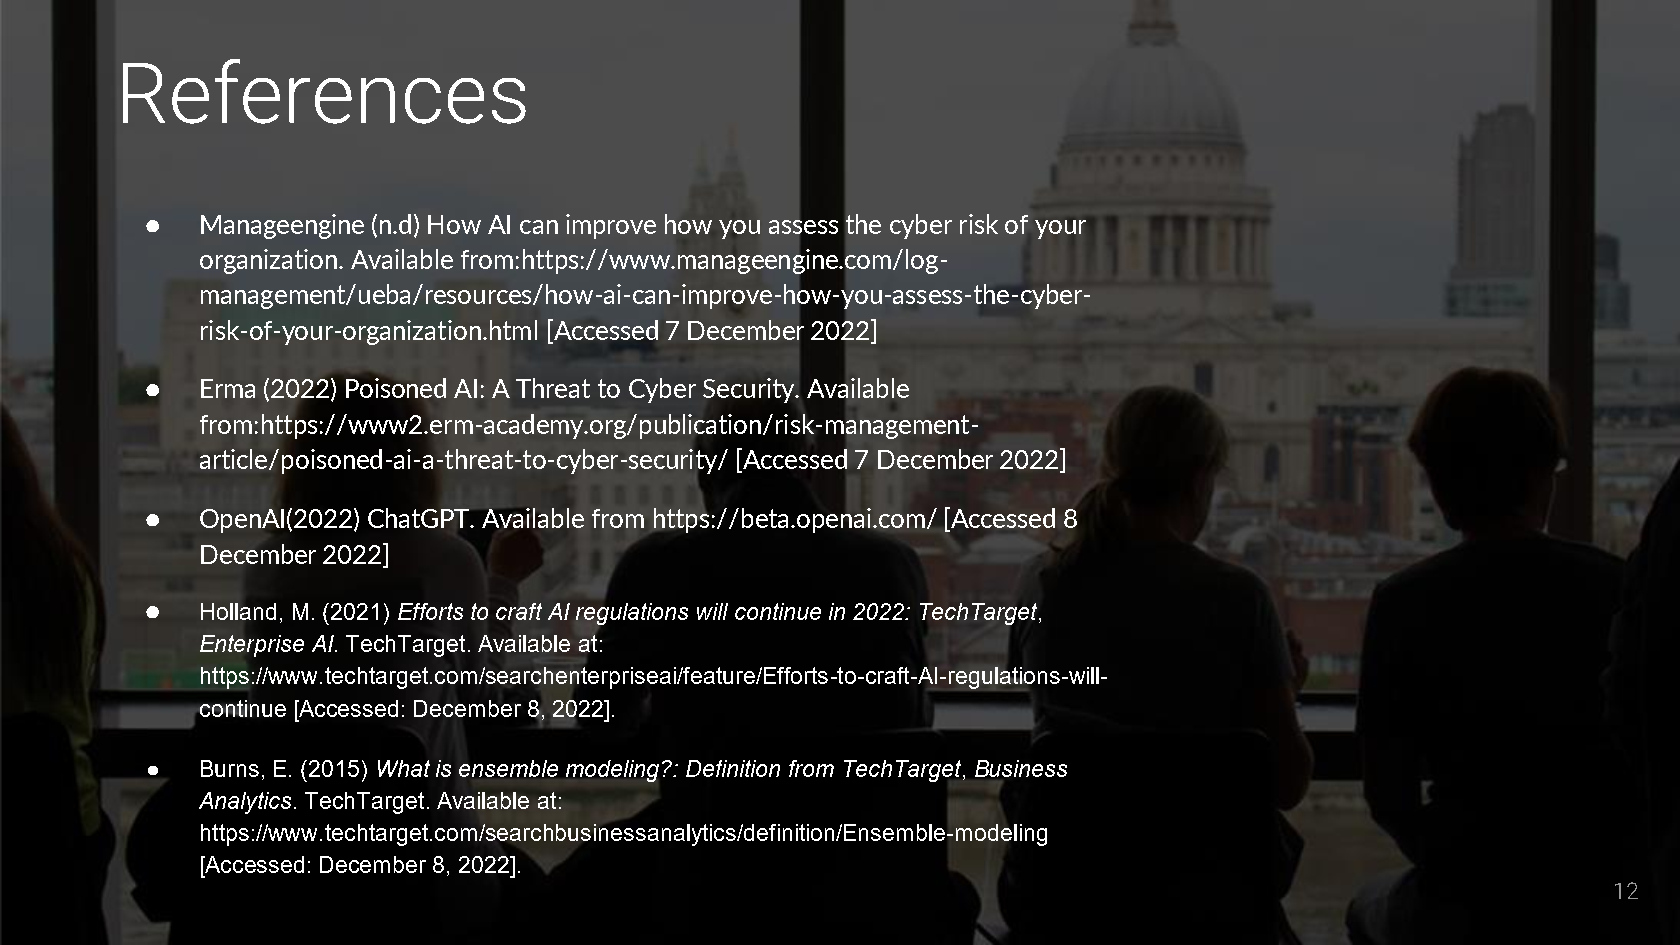 References
● Manageengine (n.d) How AI can improve how you assess the cyber risk of your
organization. Available from:https://www.manageengine.com/log-
management/ueba/resources/how-ai-can-improve-how-you-assess-the-cyber-
risk-of-your-organization.html [Accessed 7 December 2022]
● Erma (2022) Poisoned AI: A Threat to Cyber Security. Available
from:https://www2.erm-academy.org/publication/risk-management-
article/poisoned-ai-a-threat-to-cyber-security/ [Accessed 7 December 2022]
● OpenAI(2022) ChatGPT. Available from https://beta.openai.com/ [Accessed 8
December 2022]
● Holland, M. (2021) Efforts to craft AI regulations will continue in 2022: TechTarget,
Enterprise AI. TechTarget. Available at:
https://www.techtarget.com/searchenterpriseai/feature/Efforts-to-craft-AI-regulations-will-
continue [Accessed: December 8, 2022].
● Burns, E. (2015) What is ensemble modeling?: Definition from TechTarget, Business
Analytics. TechTarget. Available at:
https://www.techtarget.com/searchbusinessanalytics/definition/Ensemble-modeling
[Accessed: December 8, 2022].
12